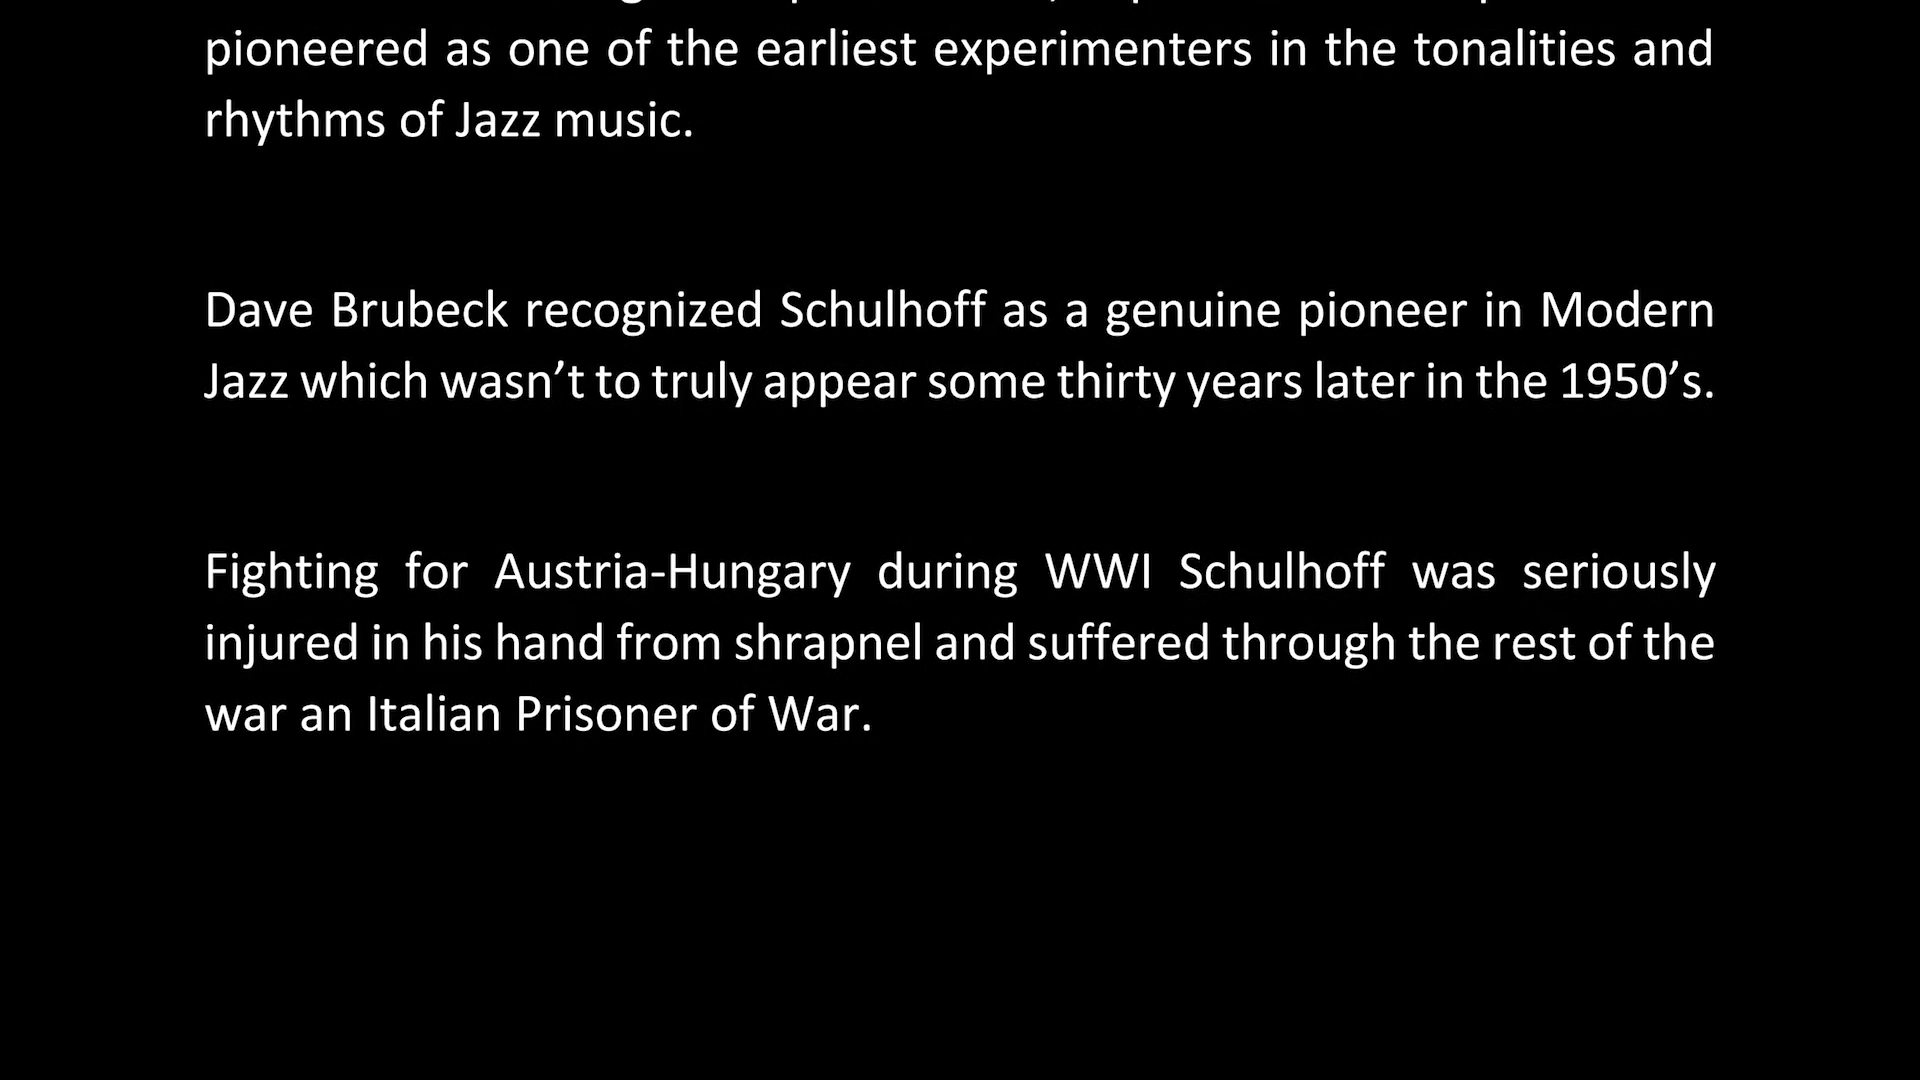 pioneered as one of the earliest experimenters in the tonalities and
rhythms of Jazz music.
Dave Brubeck recognized Schulhoff as a genuine pioneer in Modern
Jazz which wasn’t to truly appear some thirty years later in the 1950’s.
Fighting for Austria-Hungary during WWI Schulhoff was seriously
injured in his hand from shrapnel and suffered through the rest of the
war an Italian Prisoner of War.